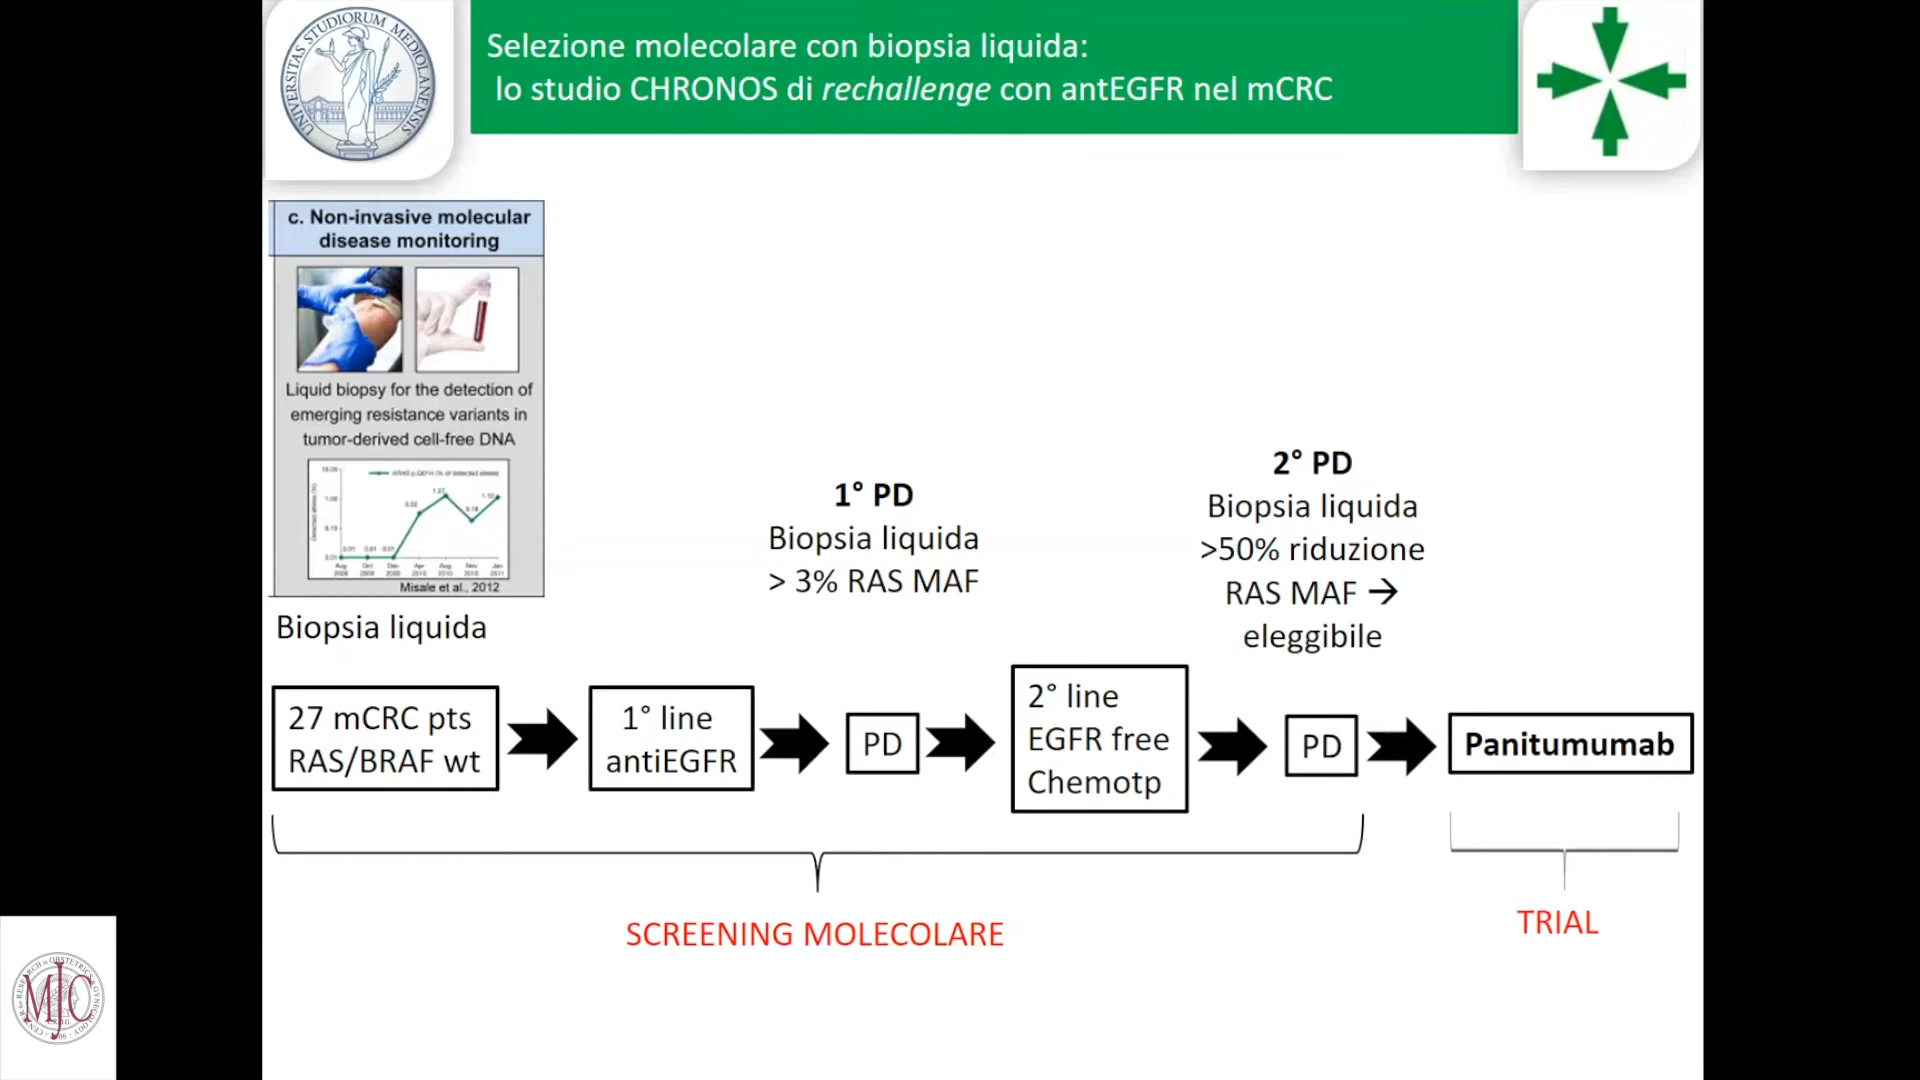 UNIVERSITAS STUDIORUM MEDIOLANENSIS
Selezione molecolare con biopsia liquida:
lo studio CHRONOS di rechallenge con antEGFR nel mCRC
c. Non-invasive molecular
disease monitoring
Liquid biopsy for the detection of
emerging resistance variants in
tumor-derived cell-free DNA
Misale et al., 2012
Biopsia liquida
1° PD
Biopsia liquida
> 3% RAS MAF
2° PD
Biopsia liquida
>50% riduzione
RAS MAF →
eleggibile
27 mCRC pts
RAS/BRAF wt
1° line
antiEGFR
PD
2° line
EGFR free
Chemotp
PD
Panitumumab
SCREENING MOLECOLARE
TRIAL
MJC